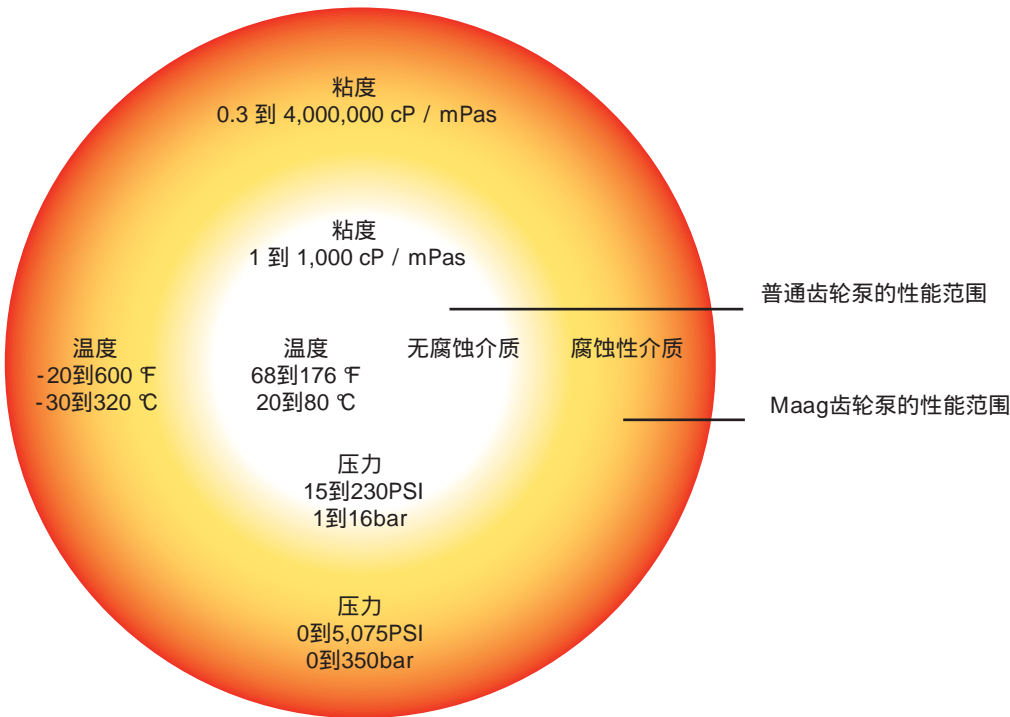 粘度
0.3 到 4,000,000 cP / mPas
粘度
1 到 1,000 cP / mPas
普通齿轮泵的性能范围
温度
-20到600 ℉
-30到320 ℃
温度
68到176 ℉
20到80 ℃
无腐蚀介质
腐蚀性介质
Maag齿轮泵的性能范围
压力
15到230PSI
1到16bar
压力
0到5,075PSI
0到350bar